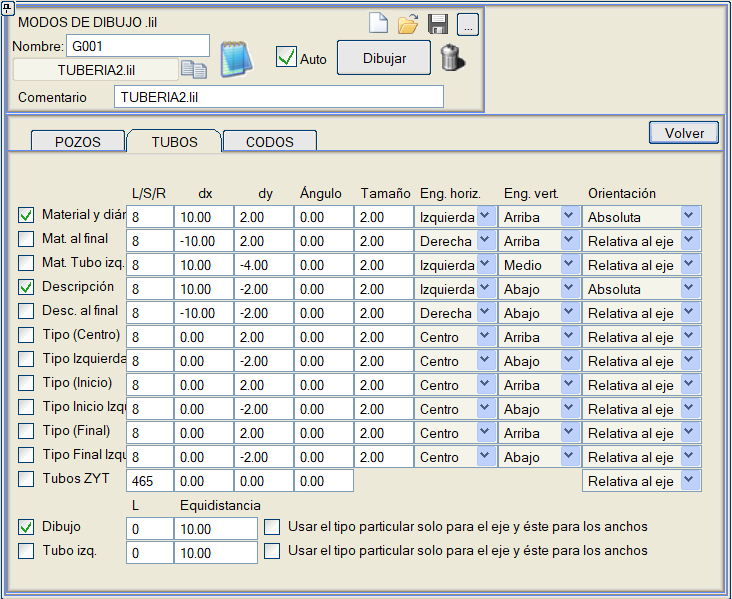 MODOS DE DIBUJO .lil
...
Nombre: G001
TUBERIA2.lil
Auto
Dibujar
Comentario TUBERIA2.lil
Volver
POZOS TUBOS CODOS
L/S/R dx dy Ángulo Tamaño Eng. horiz. Eng. vert. Orientación
Material y diár 8 10.00 2.00 0.00 2.00 Izquierda Arriba Absoluta
Mat. al final 8 -10.00 2.00 0.00 2.00 Derecha Arriba Relativa al eje
Mat. Tubo izq. 8 10.00 -4.00 0.00 2.00 Izquierda Medio Relativa al eje
Descripción 8 10.00 -2.00 0.00 2.00 Izquierda Abajo Absoluta
Desc. al final 8 -10.00 -2.00 0.00 2.00 Derecha Abajo Relativa al eje
Tipo (Centro) 8 0.00 2.00 0.00 2.00 Centro Arriba Relativa al eje
Tipo Izquierda 8 0.00 -2.00 0.00 2.00 Centro Abajo Relativa al eje
Tipo (Inicio) 8 0.00 2.00 0.00 2.00 Centro Arriba Relativa al eje
Tipo Inicio Izqu 8 0.00 -2.00 0.00 2.00 Centro Abajo Relativa al eje
Tipo (Final) 8 0.00 2.00 0.00 2.00 Centro Arriba Relativa al eje
Tipo Final Izqu 8 0.00 -2.00 0.00 2.00 Centro Abajo Relativa al eje
Tubos ZYT 465 0.00 0.00 0.00 Relativa al eje
L Equidistancia
Dibujo 0 10.00 Usar el tipo particular solo para el eje y éste para los anchos
Tubo izq. 0 10.00 Usar el tipo particular solo para el eje y éste para los anchos